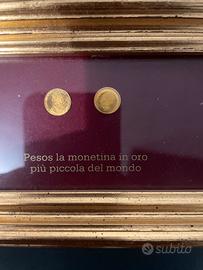 Pesos la monetina in oro
più piccola del mondo
subito